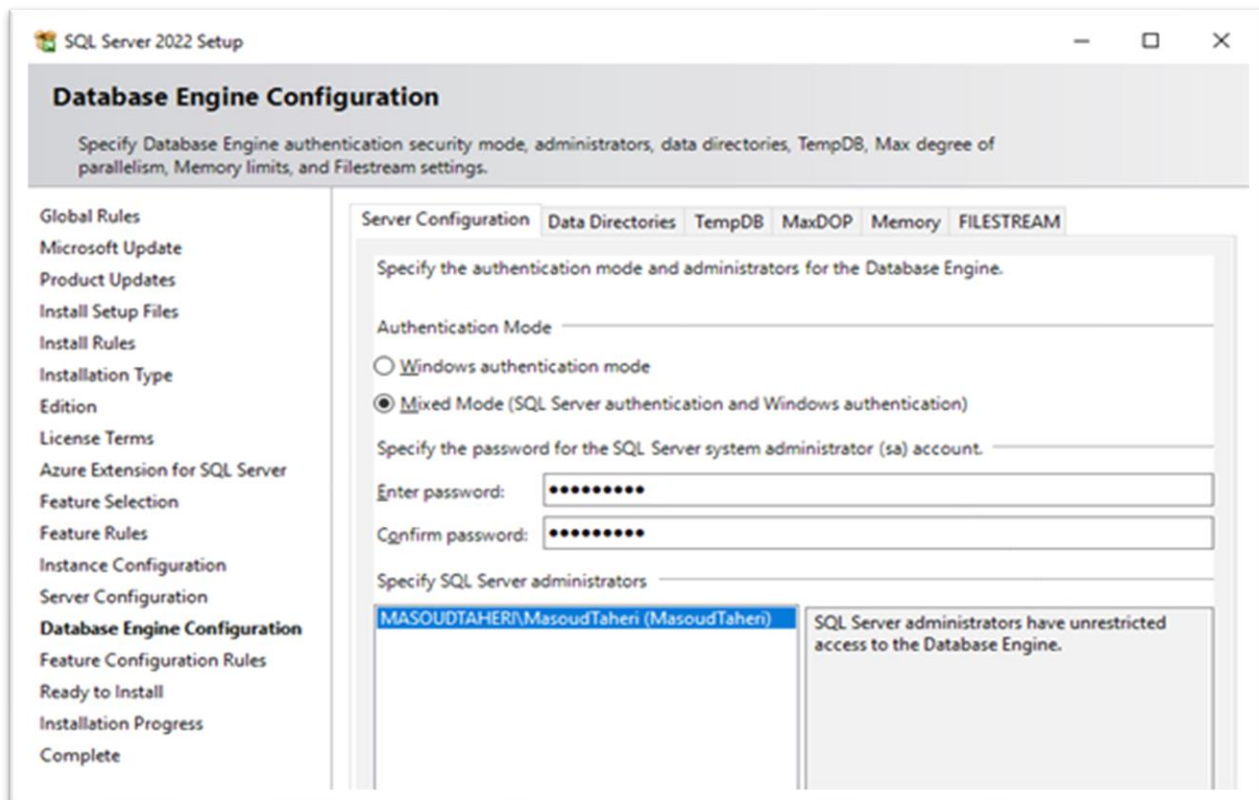 SQL Server 2022 Setup
Database Engine Configuration
Specify Database Engine authentication security mode, administrators, data directories, TempDB, Max degree of
parallelism, Memory limits, and Filestream settings.
Global Rules
Microsoft Update
Product Updates
Install Setup Files
Install Rules
Installation Type
Edition
License Terms
Azure Extension for SQL Server
Feature Selection
Feature Rules
Instance Configuration
Server Configuration
Database Engine Configuration
Feature Configuration Rules
Ready to Install
Installation Progress
Complete
Server Configuration Data Directories TempDB MaxDOP Memory FILESTREAM
Specify the authentication mode and administrators for the Database Engine.
Authentication Mode
Windows authentication mode
Mixed Mode (SQL Server authentication and Windows authentication)
Specify the password for the SQL Server system administrator (sa) account.
Enter password: ●●●●●●●●●
Confirm password: ●●●●●●●●●
Specify SQL Server administrators
MASOUDTAHERI\MasoudTaheri (MasoudTaheri)
SQL Server administrators have unrestricted
access to the Database Engine.